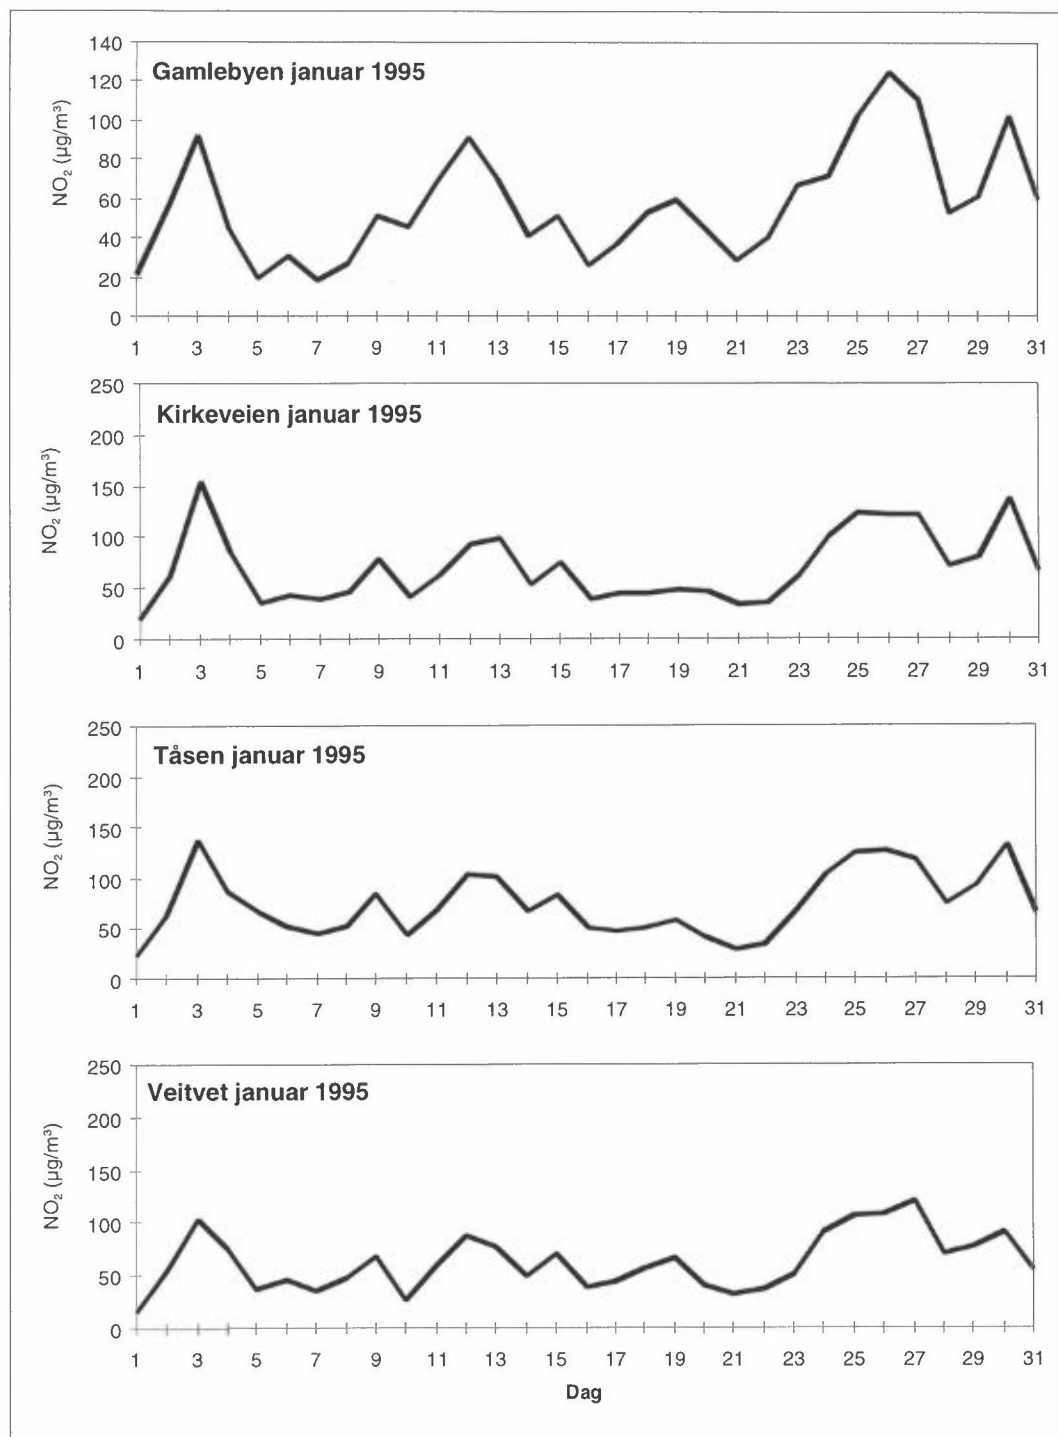 Gamlebyen januar 1995
NO₂ (µg/m³)
140
120
100
80
60
40
20
0
1 3 5 7 9 11 13 15 17 19 21 23 25 27 29 31
Kirkeveien januar 1995
NO₂ (µg/m³)
250
200
150
100
50
0
1 3 5 7 9 11 13 15 17 19 21 23 25 27 29 31
Tåsen januar 1995
NO₂ (µg/m³)
250
200
150
100
50
0
1 3 5 7 9 11 13 15 17 19 21 23 25 27 29 31
Veitvet januar 1995
NO₂ (µg/m³)
250
200
150
100
50
0
1 3 5 7 9 11 13 15 17 19 21 23 25 27 29 31
Dag